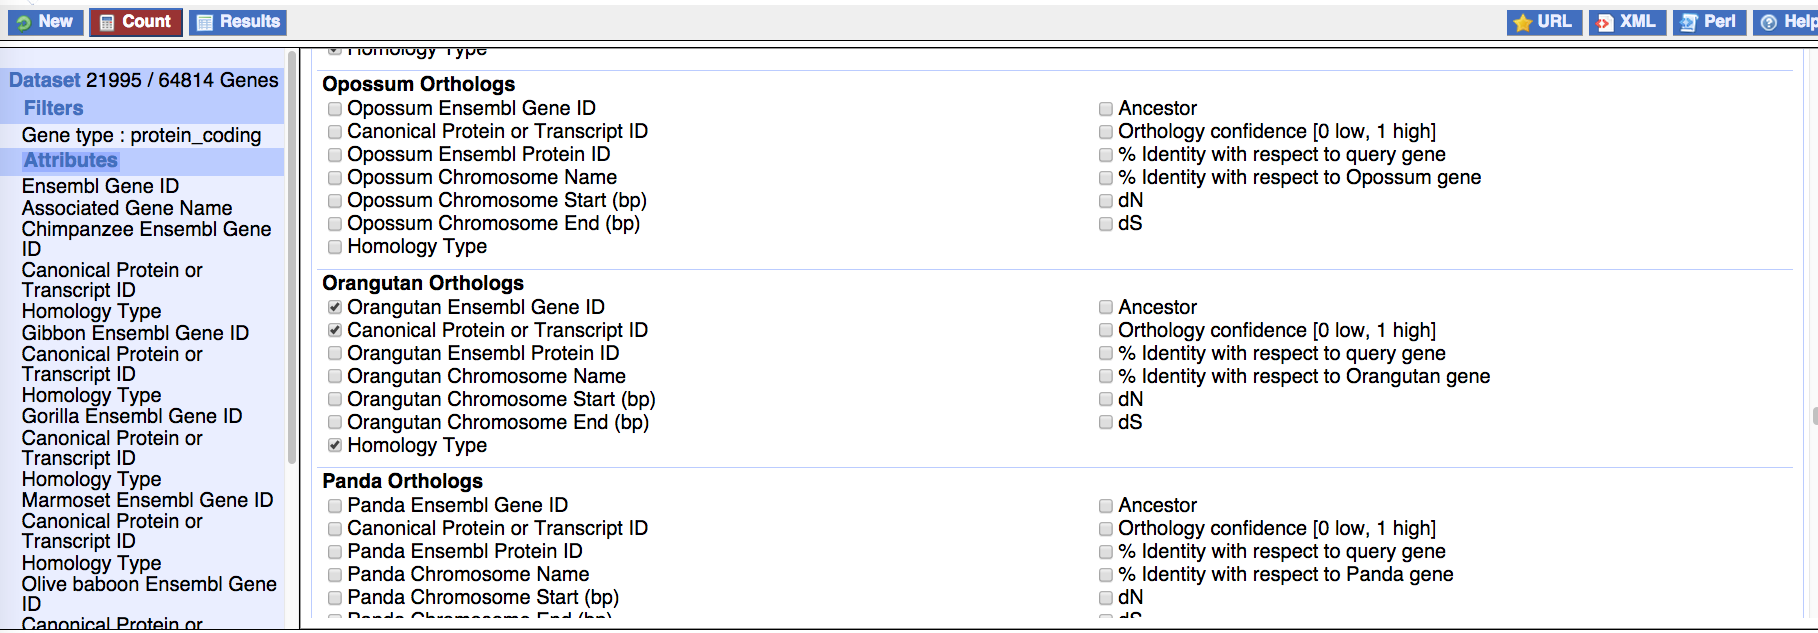 New Count Results URL XML Perl Help
Dataset 21995 / 64814 Genes
Filters
Gene type : protein_coding
Attributes
Ensembl Gene ID
Associated Gene Name
Chimpanzee Ensembl Gene
ID
Canonical Protein or
Transcript ID
Homology Type
Gibbon Ensembl Gene ID
Canonical Protein or
Transcript ID
Homology Type
Gorilla Ensembl Gene ID
Canonical Protein or
Transcript ID
Homology Type
Marmoset Ensembl Gene ID
Canonical Protein or
Transcript ID
Homology Type
Olive baboon Ensembl Gene
ID
Canonical Protein or
Homology Type
Opossum Orthologs
Opossum Ensembl Gene ID
Canonical Protein or Transcript ID
Opossum Ensembl Protein ID
Opossum Chromosome Name
Opossum Chromosome Start (bp)
Opossum Chromosome End (bp)
Homology Type
Ancestor
Orthology confidence [0 low, 1 high]
% Identity with respect to query gene
% Identity with respect to Opossum gene
dN
dS
Orangutan Orthologs
Orangutan Ensembl Gene ID
Canonical Protein or Transcript ID
Orangutan Ensembl Protein ID
Orangutan Chromosome Name
Orangutan Chromosome Start (bp)
Orangutan Chromosome End (bp)
Homology Type
Ancestor
Orthology confidence [0 low, 1 high]
% Identity with respect to query gene
% Identity with respect to Orangutan gene
dN
dS
Panda Orthologs
Panda Ensembl Gene ID
Canonical Protein or Transcript ID
Panda Ensembl Protein ID
Panda Chromosome Name
Panda Chromosome Start (bp)
Panda Chromosome End (bp)
Ancestor
Orthology confidence [0 low, 1 high]
% Identity with respect to query gene
% Identity with respect to Panda gene
dN
dS